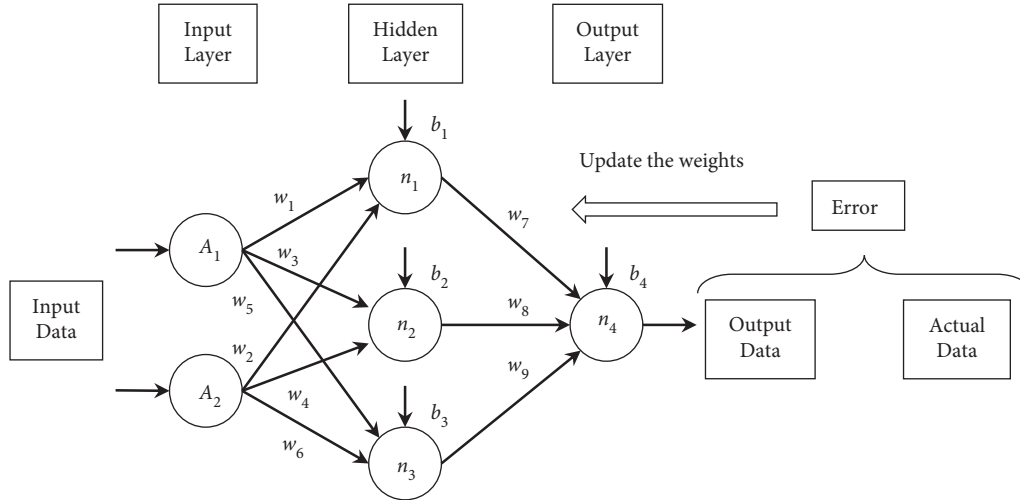 Input
Layer
Hidden
Layer
Output
Layer
b₁
n₁
Update the weights
w₁
w₇
Error
A₁
w₃
b₂
b₄
w₅
Input
Data
w₈
n₂
n₄
Output
Data
Actual
Data
w₂
w₉
A₂
w₄
b₃
w₆
n₃